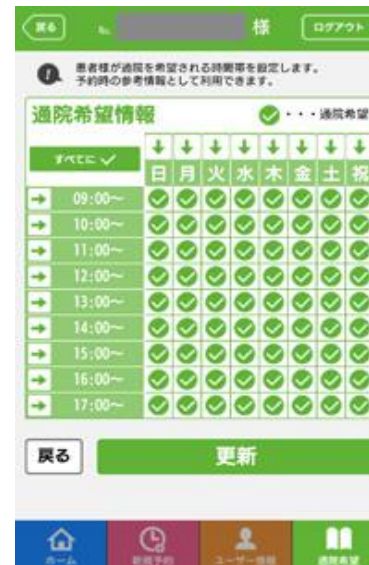 戻る No. 様 ログアウト
患者様が通院を希望される時間帯を設定します。
予約時の参考情報として利用できます。
通院希望情報 ・・・通院希望
すべてに
日 月 火 水 木 金 土 祝
09:00~
10:00~
11:00~
12:00~
13:00~
14:00~
15:00~
16:00~
17:00~
戻る 更新
ホーム 新規予約 ユーザー情報 通院希望